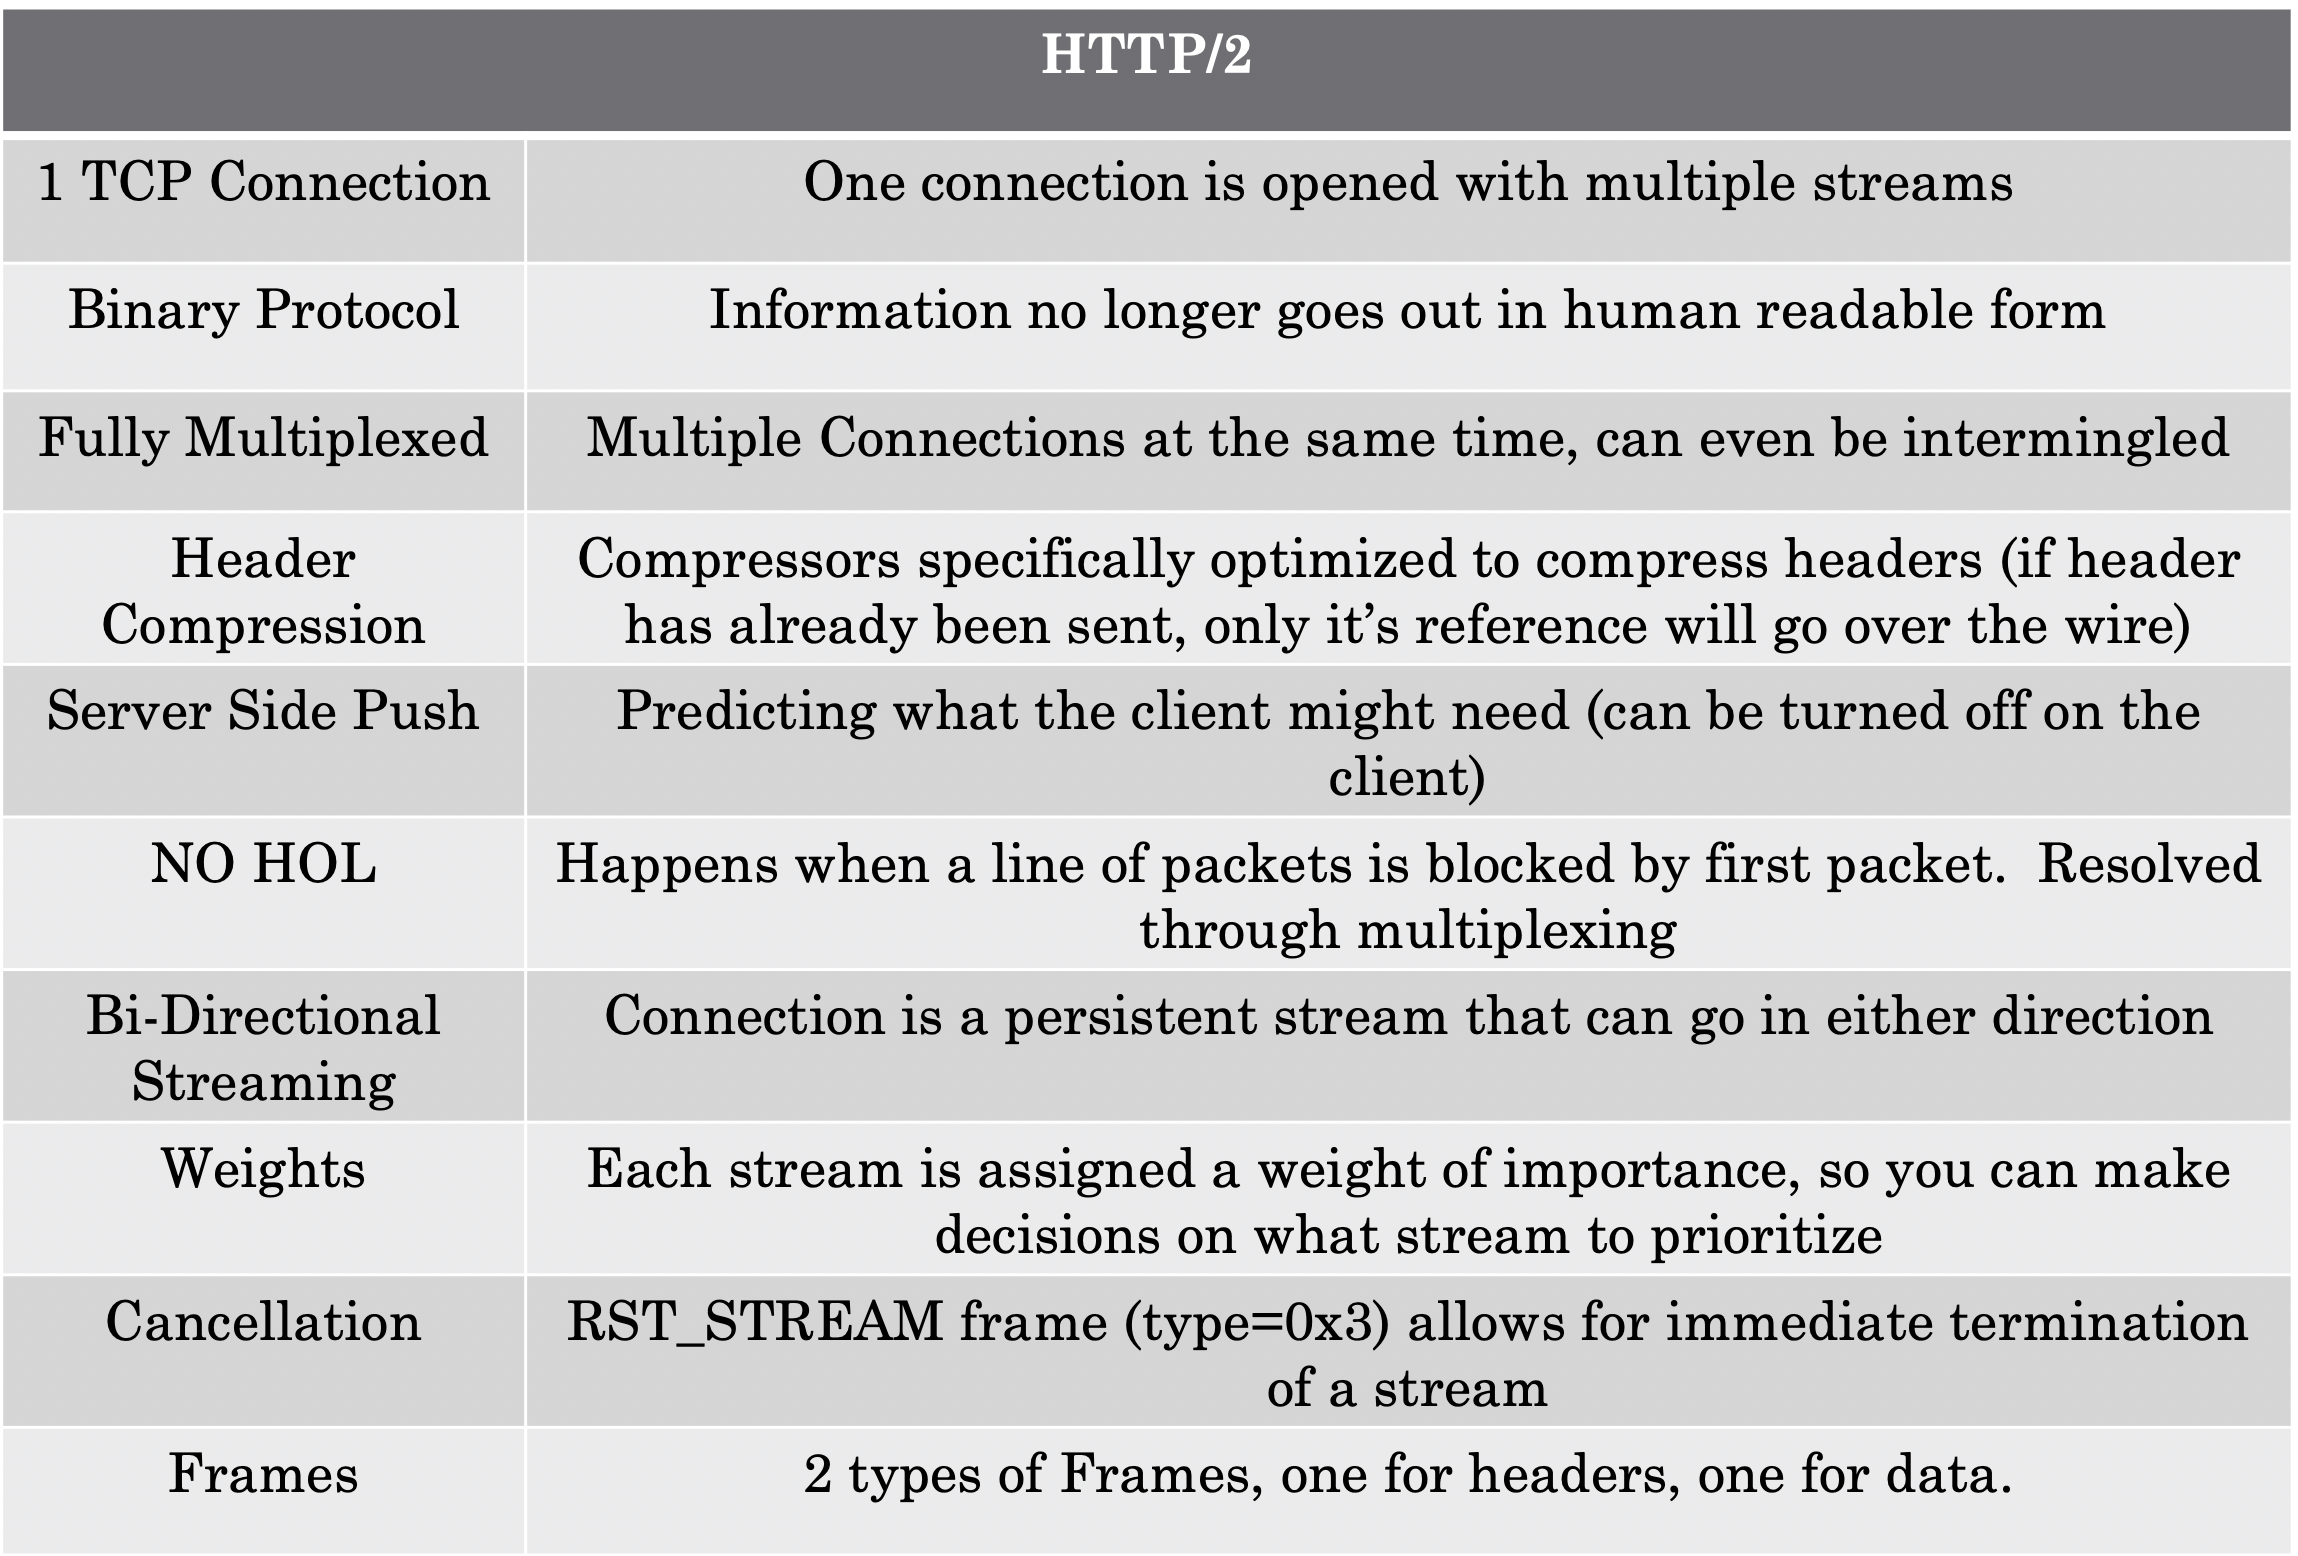 HTTP/2
1 TCP Connection
One connection is opened with multiple streams
Binary Protocol
Information no longer goes out in human readable form
Fully Multiplexed
Multiple Connections at the same time, can even be intermingled
Header
Compression
Compressors specifically optimized to compress headers (if header
has already been sent, only it’s reference will go over the wire)
Server Side Push
Predicting what the client might need (can be turned off on the
client)
NO HOL
Happens when a line of packets is blocked by first packet.  Resolved
through multiplexing
Bi-Directional
Streaming
Connection is a persistent stream that can go in either direction
Weights
Each stream is assigned a weight of importance, so you can make
decisions on what stream to prioritize
Cancellation
RST_STREAM frame (type=0x3) allows for immediate termination
of a stream
Frames
2 types of Frames, one for headers, one for data.